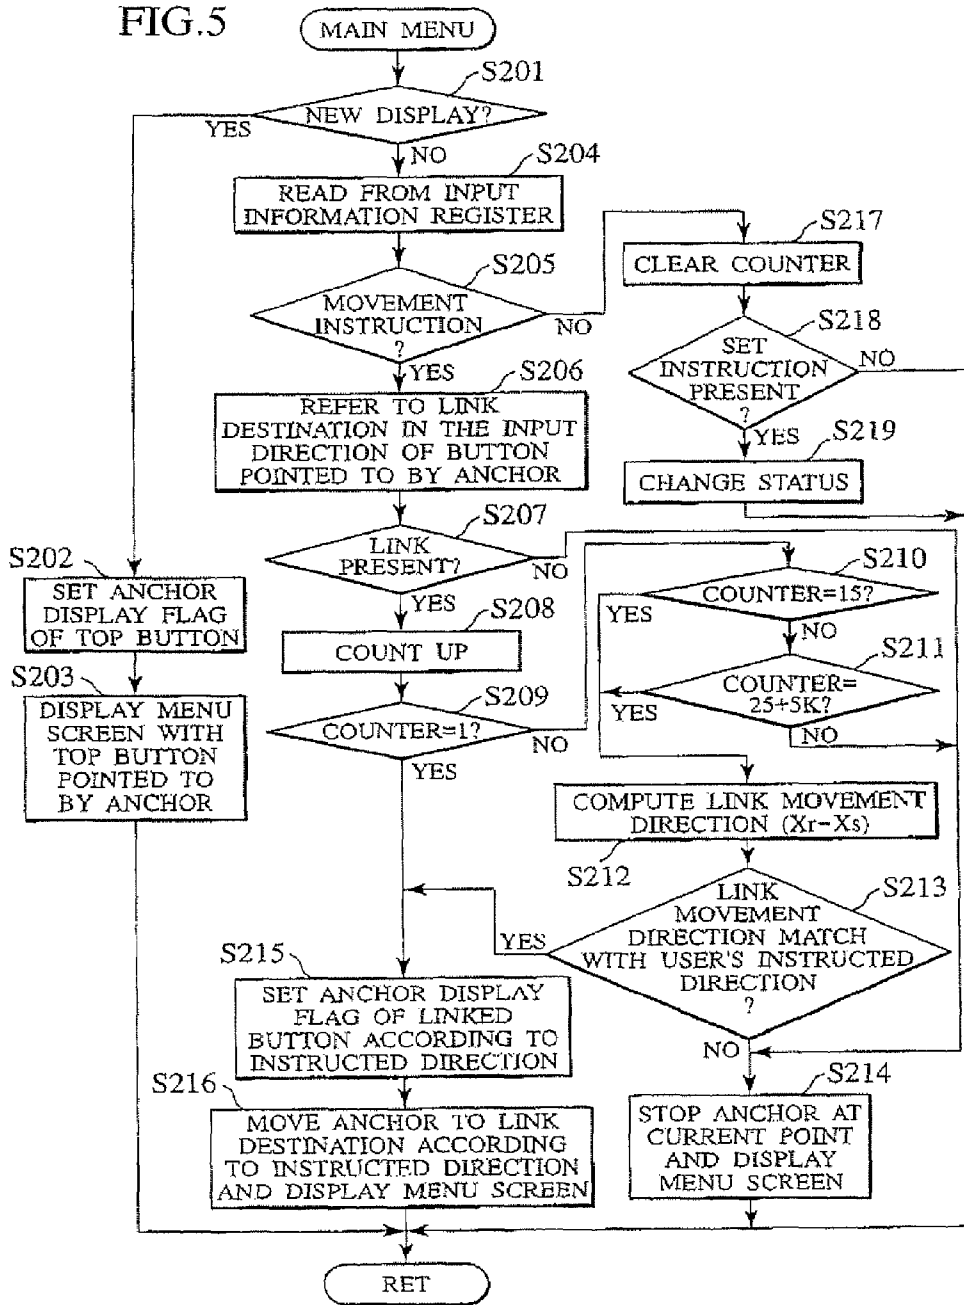 FIG.5
MAIN MENU
S201
NEW DISPLAY?
YES
NO
S204
READ FROM INPUT
INFORMATION REGISTER
S205
MOVEMENT
INSTRUCTION
?
NO
YES
S217
CLEAR COUNTER
S218
SET
INSTRUCTION
PRESENT
?
NO
YES
S219
CHANGE STATUS
S206
REFER TO LINK
DESTINATION IN THE INPUT
DIRECTION OF BUTTON
POINTED TO BY ANCHOR
S207
LINK
PRESENT?
NO
YES
S202
SET ANCHOR
DISPLAY FLAG
OF TOP BUTTON
S203
DISPLAY MENU
SCREEN WITH
TOP BUTTON
POINTED TO
BY ANCHOR
S208
COUNT UP
S209
COUNTER=1?
NO
YES
S210
COUNTER=15?
YES
NO
S211
COUNTER=
25+5K?
YES
NO
COMPUTE LINK MOVEMENT
DIRECTION (Xr-Xs)
S212
S213
LINK
MOVEMENT
DIRECTION MATCH
WITH USER'S INSTRUCTED
DIRECTION
?
YES
NO
S215
SET ANCHOR DISPLAY
FLAG OF LINKED
BUTTON ACCORDING TO
INSTRUCTED DIRECTION
S216
MOVE ANCHOR TO LINK
DESTINATION ACCORDING
TO INSTRUCTED DIRECTION
AND DISPLAY MENU SCREEN
S214
STOP ANCHOR AT
CURRENT POINT
AND DISPLAY
MENU SCREEN
RET